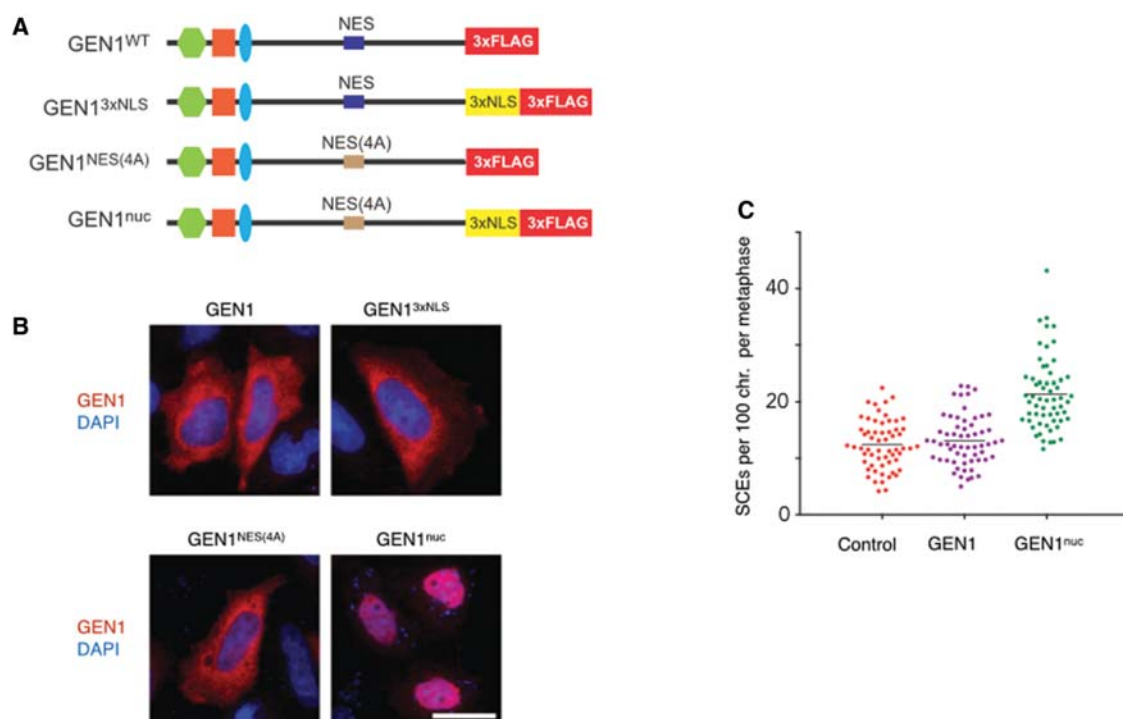 A
GEN1WT
NES
3xFLAG
GEN13xNLS
NES
3xNLS 3xFLAG
GEN1NES(4A)
NES(4A)
3xFLAG
GEN1nuc
NES(4A)
3xNLS 3xFLAG
B
GEN1
GEN13xNLS
GEN1
DAPI
GEN1NES(4A)
GEN1nuc
GEN1
DAPI
C
SCEs per 100 chr. per metaphase
40
20
0
Control GEN1 GEN1nuc